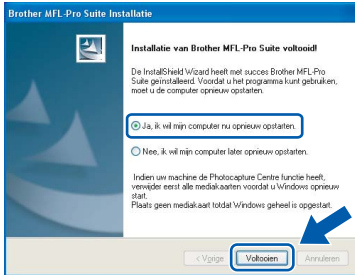 Brother MFL-Pro Suite Installatie
Installatie van Brother MFL-Pro Suite voltooid!
De InstallShield Wizard heeft met succes Brother MFL-Pro
Suite geïnstalleerd. Voordat u het programma kunt gebruiken,
moet u de computer opnieuw opstarten.
Ja, ik wil mijn computer nu opnieuw opstarten.
Nee, ik wil mijn computer later opnieuw opstarten.
Indien uw machine de Photocapture Centre functie heeft,
verwijder eerst alle mediakaarten voordat u Windows opnieuw
start.
Plaats geen mediakaart totdat Windows geheel is opgestart.
< Vorige Voltooien Annuleren